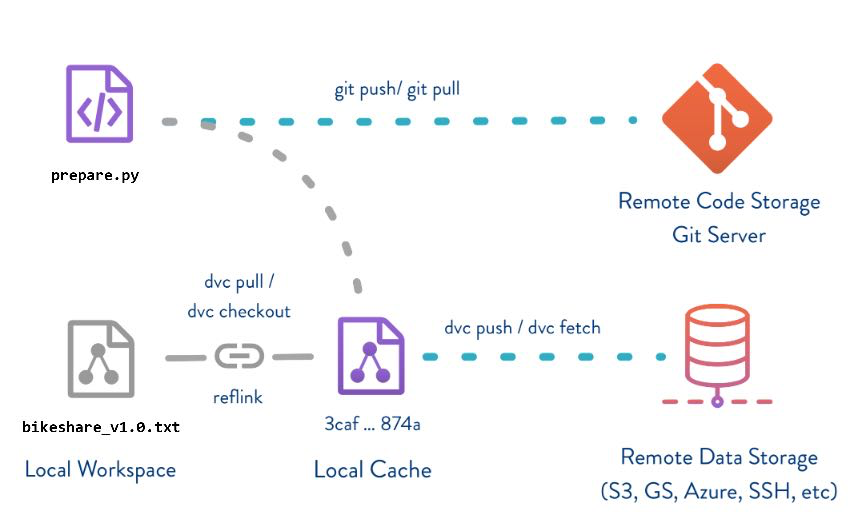 git push/ git pull
prepare.py
Remote Code Storage
Git Server
dvc pull /
dvc checkout
dvc push / dvc fetch
reflink
3caf ... 874a
bikeshare_v1.0.txt
Local Workspace
Local Cache
Remote Data Storage
(S3, GS, Azure, SSH, etc)